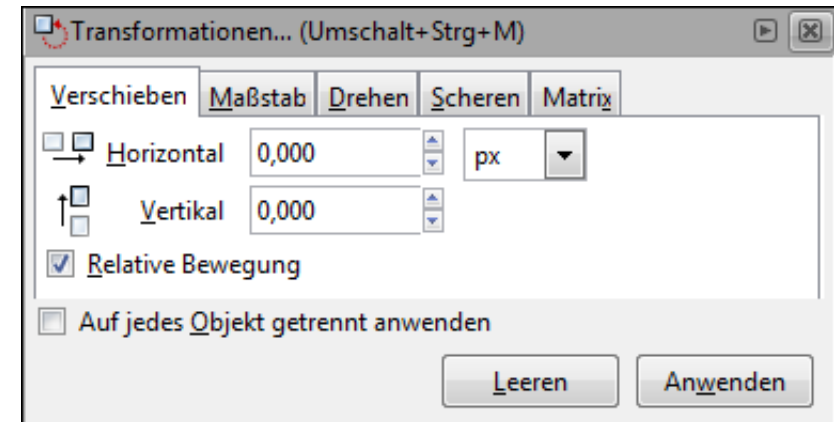 Transformationen... (Umschalt+Strg+M)
Verschieben Maßstab Drehen Scheren Matrix
Horizontal 0,000 px
Vertikal 0,000
Relative Bewegung
Auf jedes Objekt getrennt anwenden
Leeren Anwenden